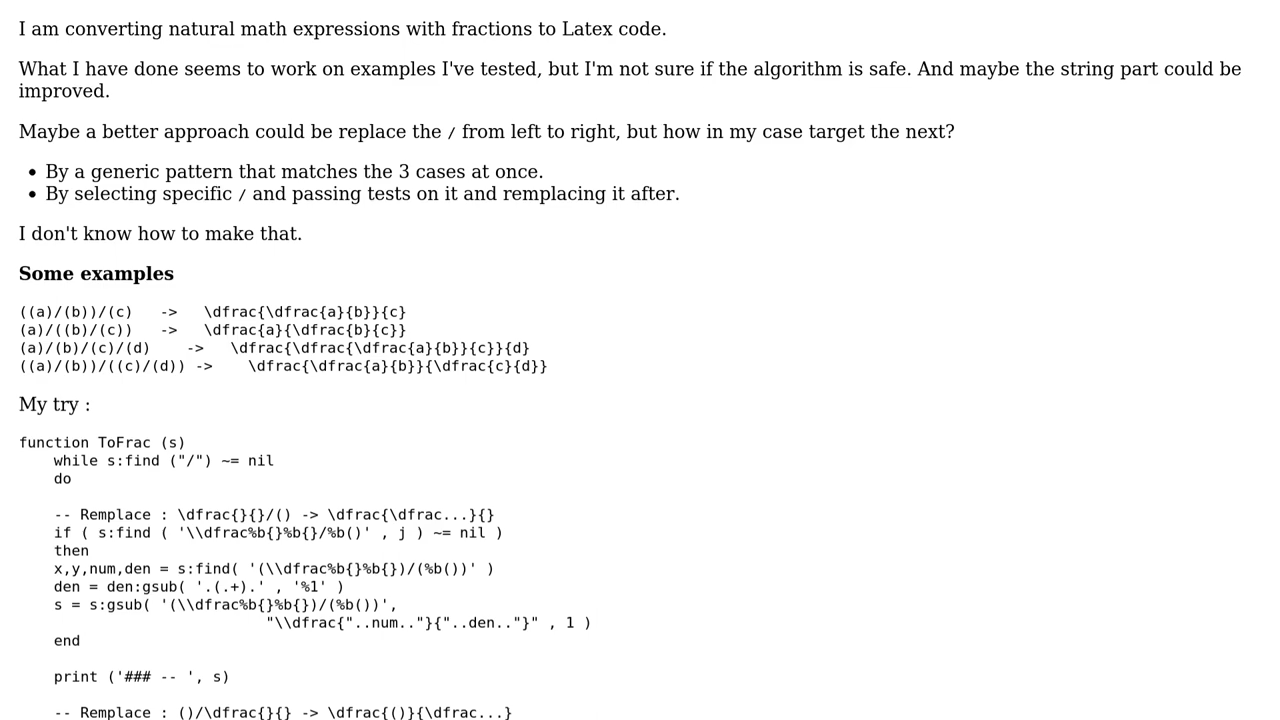 I am converting natural math expressions with fractions to Latex code.
What I have done seems to work on examples I've tested, but I'm not sure if the algorithm is safe. And maybe the string part could be
improved.
Maybe a better approach could be replace the / from left to right, but how in my case target the next?
• By a generic pattern that matches the 3 cases at once.
• By selecting specific / and passing tests on it and remplacing it after.
I don't know how to make that.
Some examples
((a)/(b))/(c)   ->   \dfrac{\dfrac{a}{b}}{c}
(a)/((b)/(c))   ->   \dfrac{a}{\dfrac{b}{c}}
(a)/(b)/(c)/(d)    ->   \dfrac{\dfrac{\dfrac{a}{b}}{c}}{d}
((a)/(b))/((c)/(d)) ->    \dfrac{\dfrac{a}{b}}{\dfrac{c}{d}}
My try :
function ToFrac (s)
    while s:find ("/") ~= nil
    do
    -- Remplace : \dfrac{}{}/() -> \dfrac{\dfrac...}{}
    if ( s:find ( '\\dfrac%b{}%b{}/%b()' , j ) ~= nil )
    then
    x,y,num,den = s:find( '(\\dfrac%b{}%b{})/(%b())' )
    den = den:gsub( '.(.+).' , '%1' )
    s = s:gsub( '(\\dfrac%b{}%b{})/(%b())',
                            "\\dfrac{"..num.."}{"..den.."}" , 1 )
    end
    print ('### -- ', s)
    -- Remplace : ()/\dfrac{}{} -> \dfrac{()}{\dfrac...}